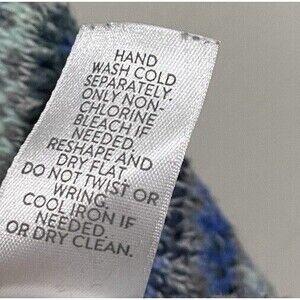 HAND
WASH COLD
SEPARATELY.
ONLY NON-
CHLORINE
BLEACH IF
NEEDED.
RESHAPE AND
DRY FLAT.
DO NOT TWIST OR
WRING.
COOL IRON IF
NEEDED.
OR DRY CLEAN.